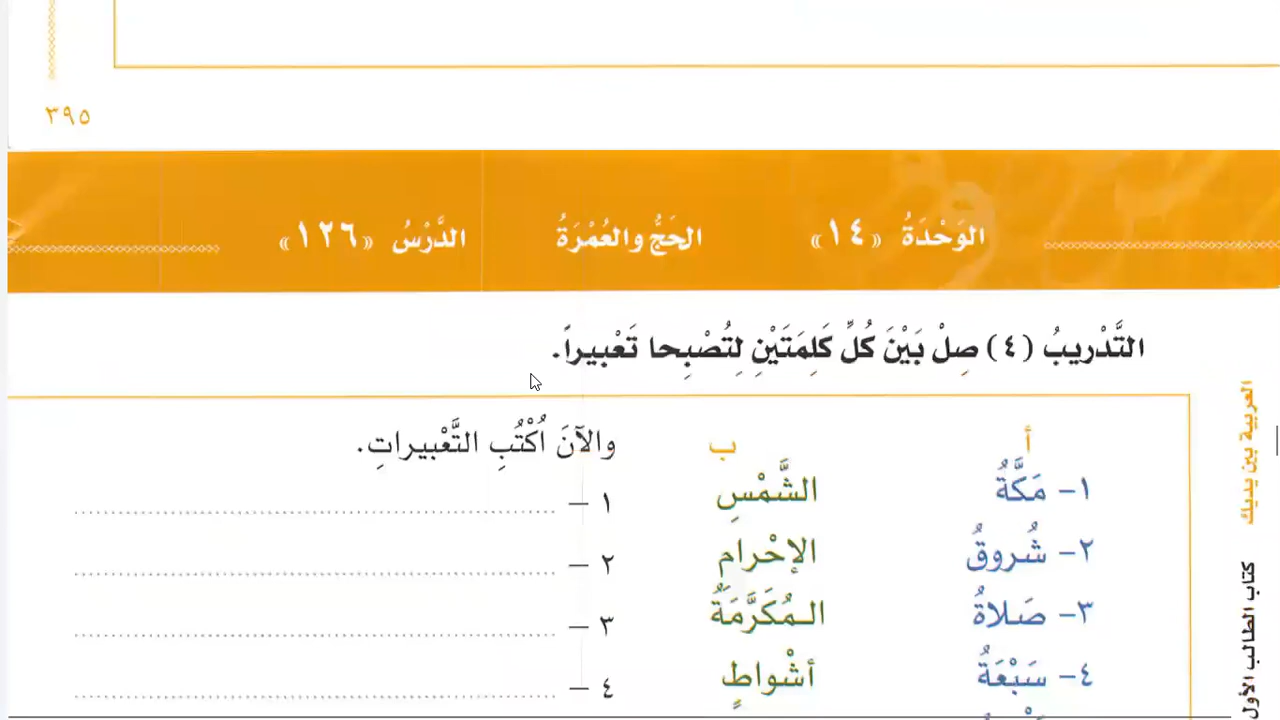 ٣٩٥
الوَحْدَةُ «١٤» الحَجُّ والعُمْرَةُ الدَّرْسُ «١٢٦»
التَّدْريبُ (٤) صِلْ بَيْنَ كُلِّ كَلِمَتَيْنِ لِتُصْبِحا تَعْبيراً.
أ ب والآنَ اُكْتُبِ التَّعْبيراتِ.
١- مَكَّةُ الشَّمْسِ ١ –
٢- شُروقُ الإحْرام ٢ –
٣- صَلاةُ الـمُكَرَّمَةُ ٣ –
٤- سَبْعَةُ أشْواطٍ ٤ –
العربية بين يديك
كتاب الطالب الأول